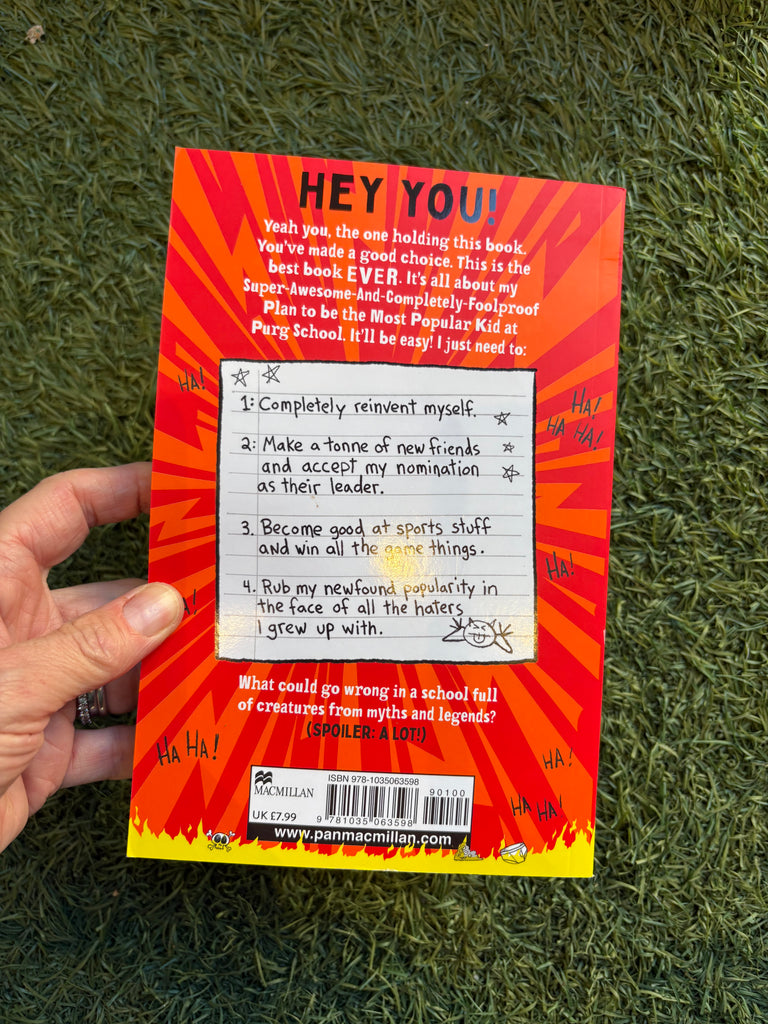 HEY YOU!
Yeah you, the one holding this book.
You've made a good choice. This is the
best book EVER. It's all about my
Super-Awesome-And-Completely-Foolproof
Plan to be the Most Popular Kid at
Purg School. It'll be easy! I just need to:
HA!
HA!
HA HA!
1: Completely reinvent myself.
2: Make a tonne of new friends
and accept my nomination
as their leader.
3. Become good at sports stuff
and win all the game things.
HA!
4. Rub my newfound popularity in
the face of all the haters
I grew up with.
A!
What could go wrong in a school full
of creatures from myths and legends?
(SPOILER: A LOT!)
HA HA!
HA!
HA HA!
MACMILLAN
UK £7.99
ISBN 978-1035063598
90100
9 781035 063598
www.panmacmillan.com